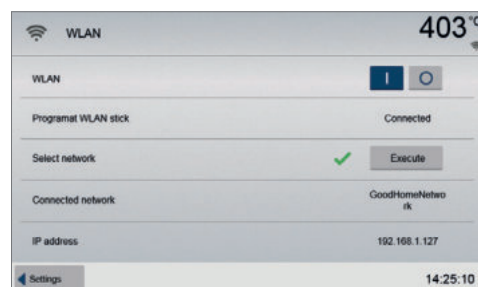 WLAN
403 °C
WLAN
I O
Programat WLAN stick
Connected
Select network
Execute
Connected network
GoodHomeNetwo
rk
IP address
192.168.1.127
Settings
14:25:10